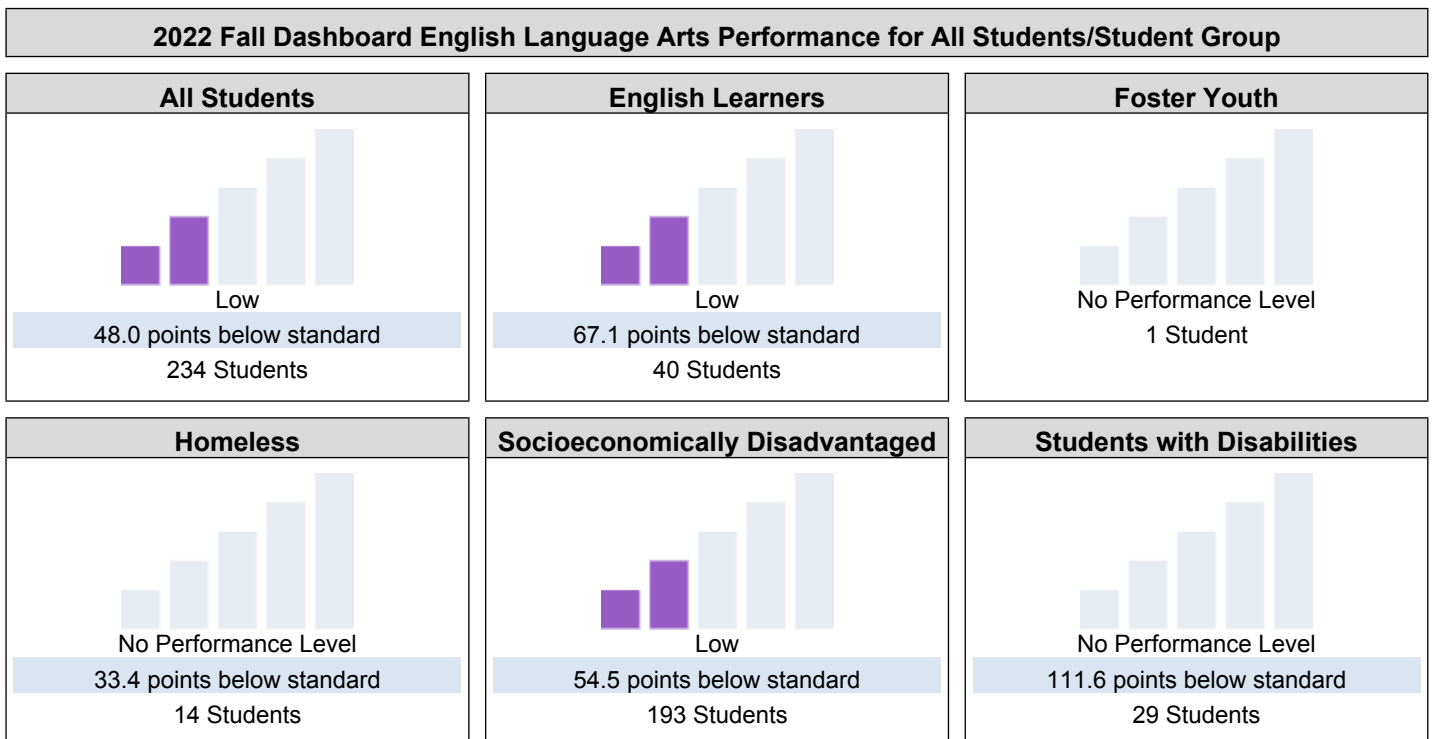 2022 Fall Dashboard English Language Arts Performance for All Students/Student Group
All Students
Low
48.0 points below standard
234 Students
English Learners
Low
67.1 points below standard
40 Students
Foster Youth
No Performance Level
1 Student
Homeless
No Performance Level
33.4 points below standard
14 Students
Socioeconomically Disadvantaged
Low
54.5 points below standard
193 Students
Students with Disabilities
No Performance Level
111.6 points below standard
29 Students